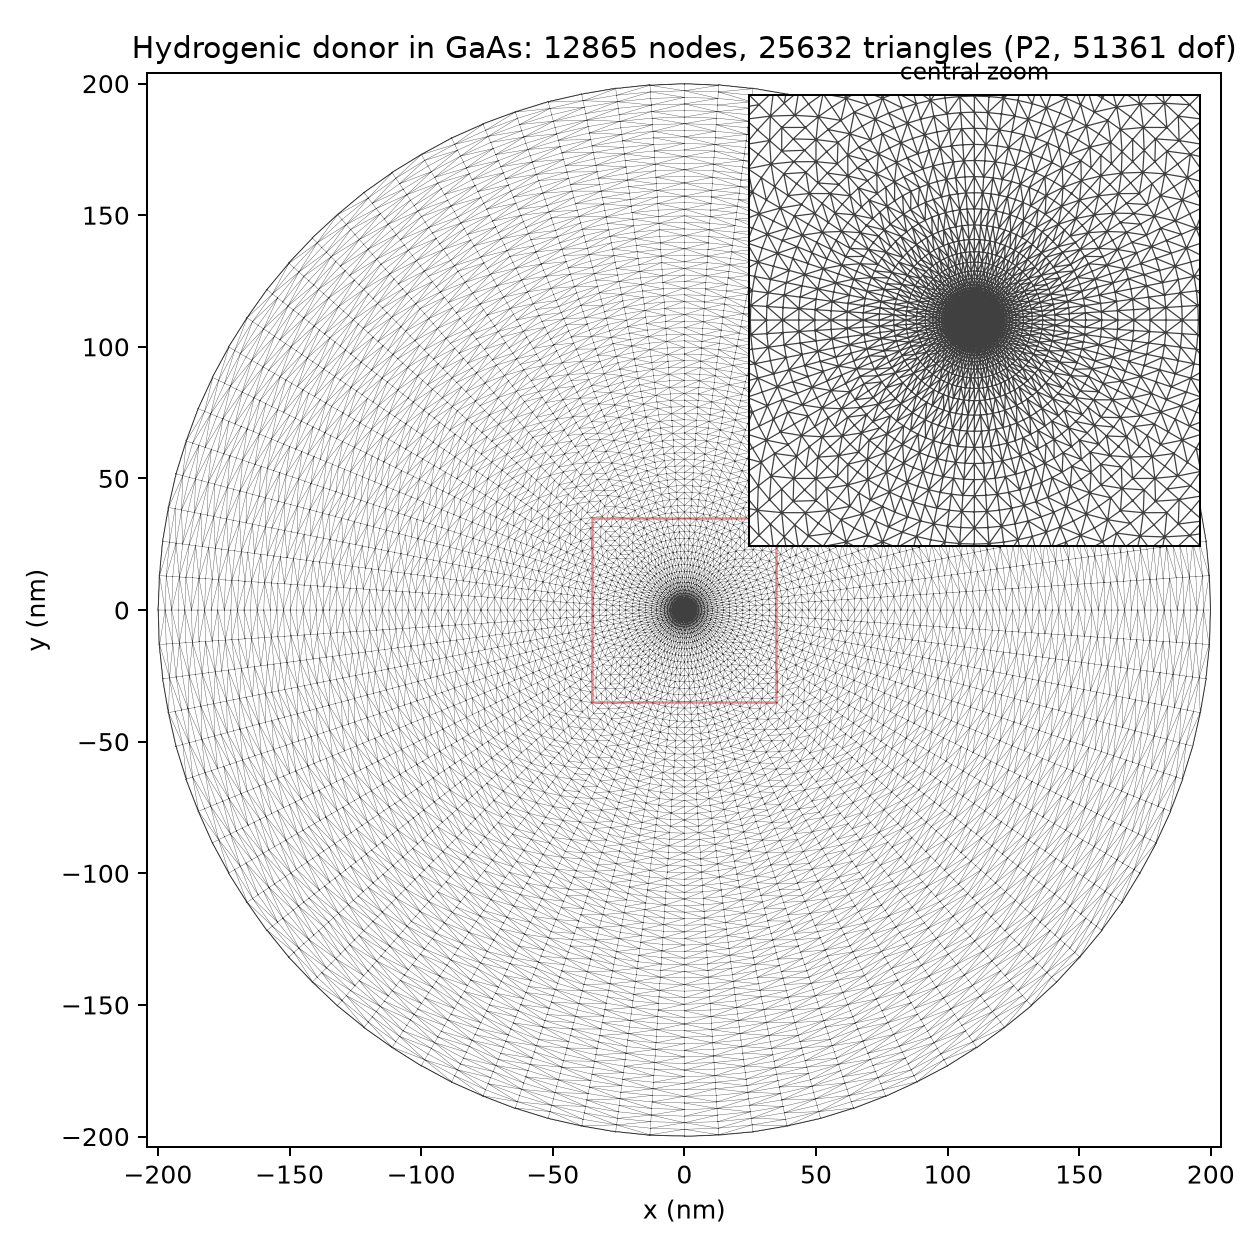 Hydrogenic donor in GaAs: 12865 nodes, 25632 triangles (P2, 51361 dof)
central zoom
200
150
100
50
0
−50
−100
−150
−200
y (nm)
−200 −150 −100 −50 0 50 100 150 200
x (nm)